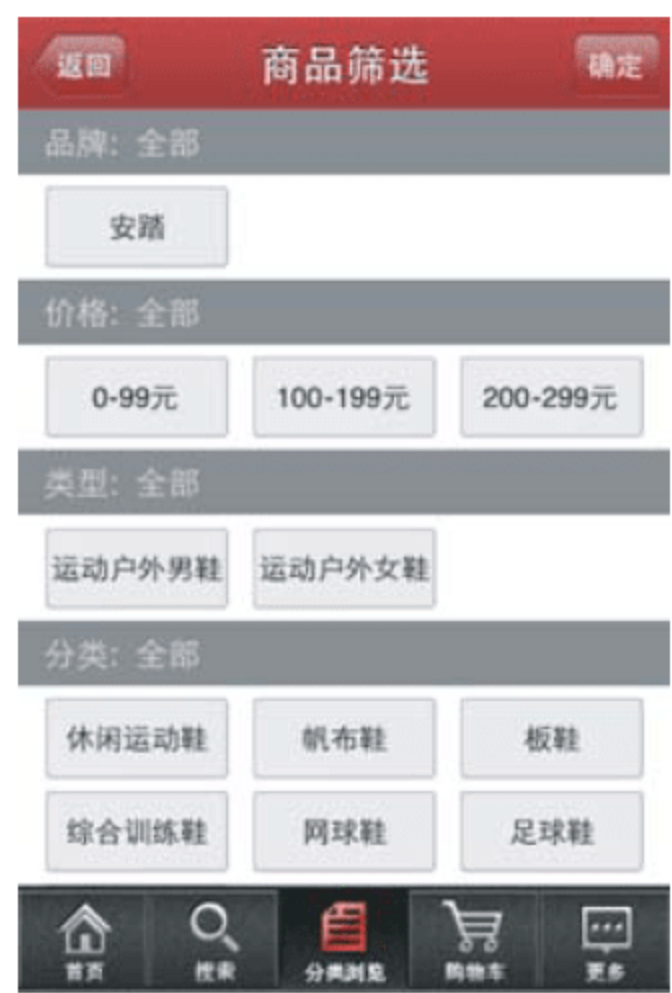 返回 商品筛选 确定
品牌: 全部
安踏
价格: 全部
0-99元 100-199元 200-299元
类型: 全部
运动户外男鞋 运动户外女鞋
分类: 全部
休闲运动鞋 帆布鞋 板鞋
综合训练鞋 网球鞋 足球鞋
首页 搜索 分类浏览 购物车 更多